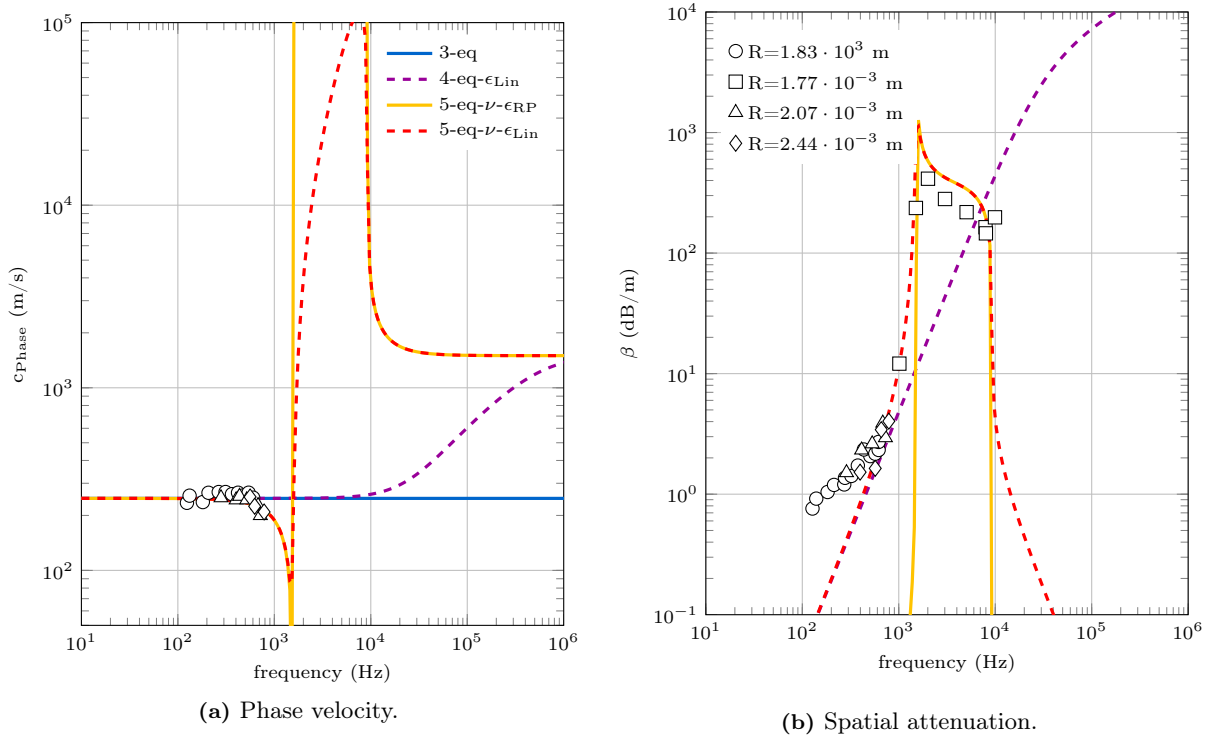 10^5
10^4
10^3
10^2
c_Phase (m/s)
3-eq
4-eq-ϵ_Lin
5-eq-ν-ϵ_RP
5-eq-ν-ϵ_Lin
10^1 10^2 10^3 10^4 10^5 10^6
frequency (Hz)
(a) Phase velocity.
10^4
10^3
10^2
10^1
10^0
10^−1
β (dB/m)
R=1.83 · 10^3 m
R=1.77 · 10^−3 m
R=2.07 · 10^−3 m
R=2.44 · 10^−3 m
10^1 10^2 10^3 10^4 10^5 10^6
frequency (Hz)
(b) Spatial attenuation.